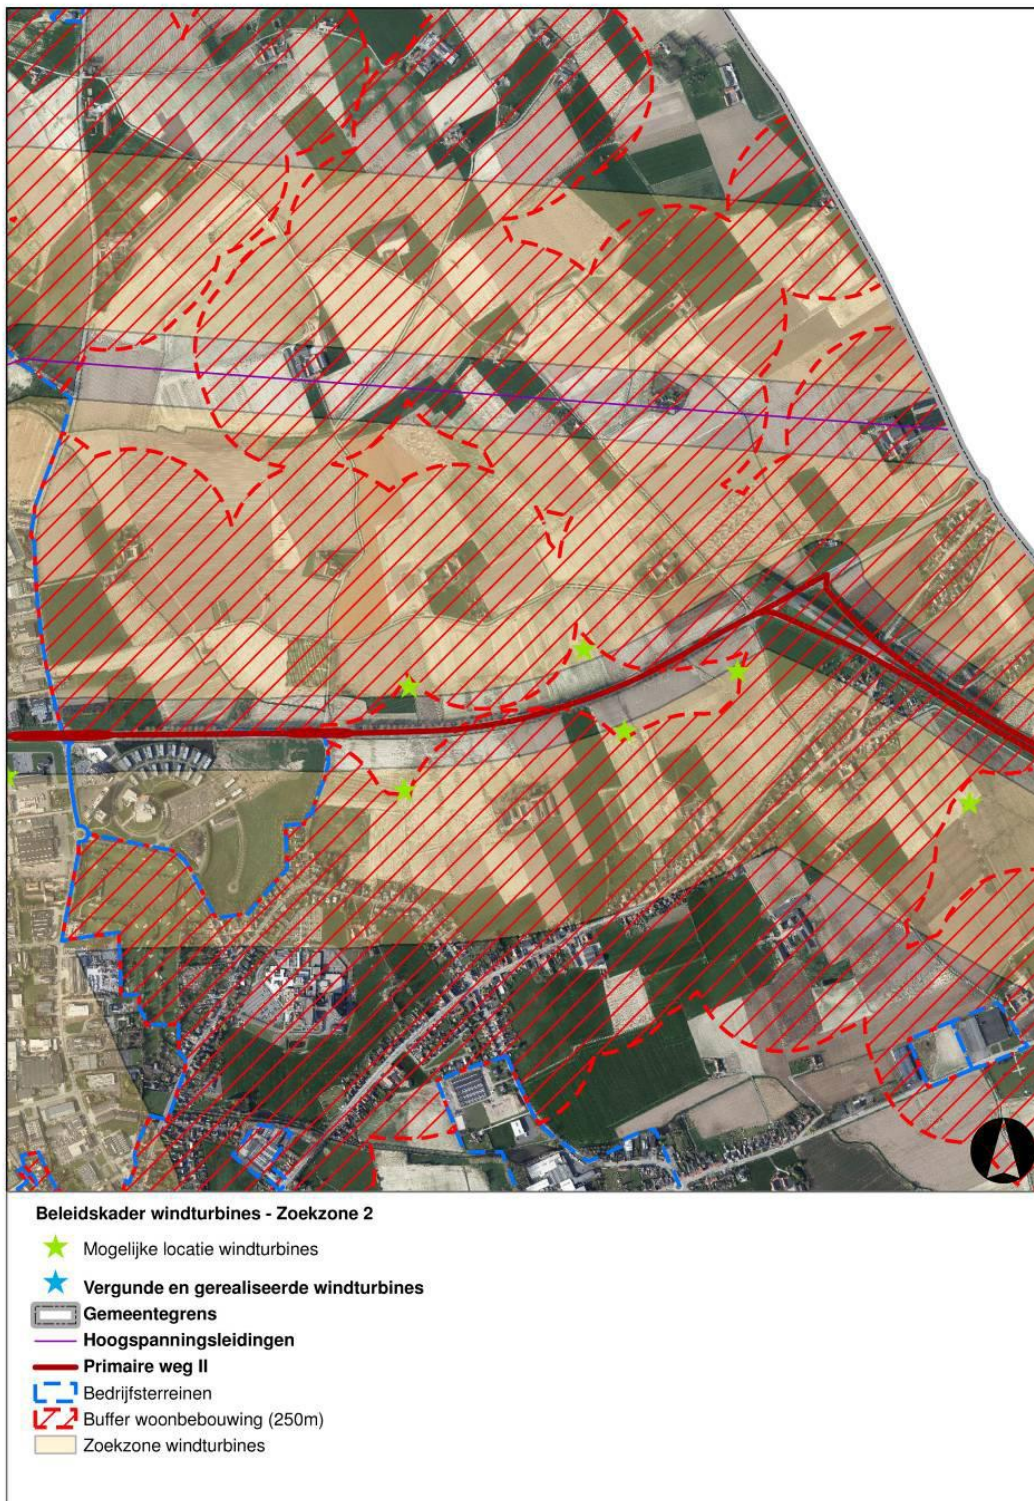 Beleidskader windturbines - Zoekzone 2
Mogelijke locatie windturbines
Vergunde en gerealiseerde windturbines
Gemeentegrens
Hoogspanningsleidingen
Primaire weg II
Bedrijfsterreinen
Buffer woonbebouwing (250m)
Zoekzone windturbines